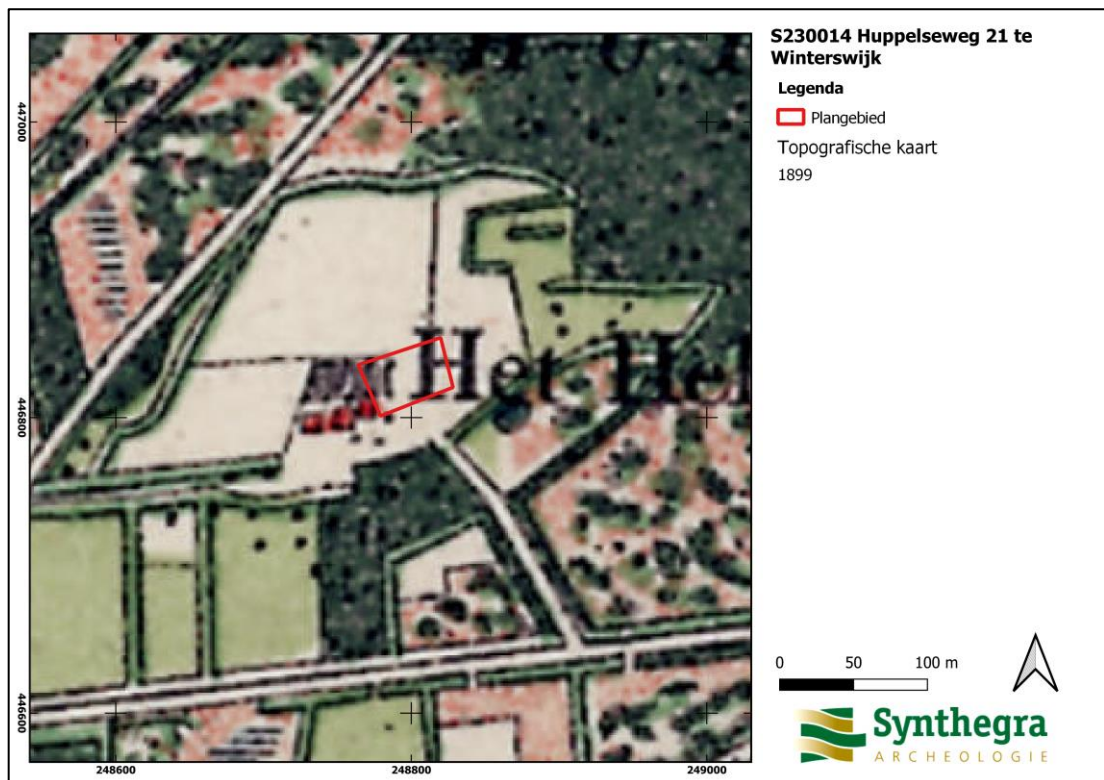 S230014 Huppelseweg 21 te
Winterswijk
Legenda
Plangebied
Topografische kaart
1899
447000
446800
446600
248600
248800
249000
Het Hel
0 50 100 m
Synthegra
ARCHEOLOGIE